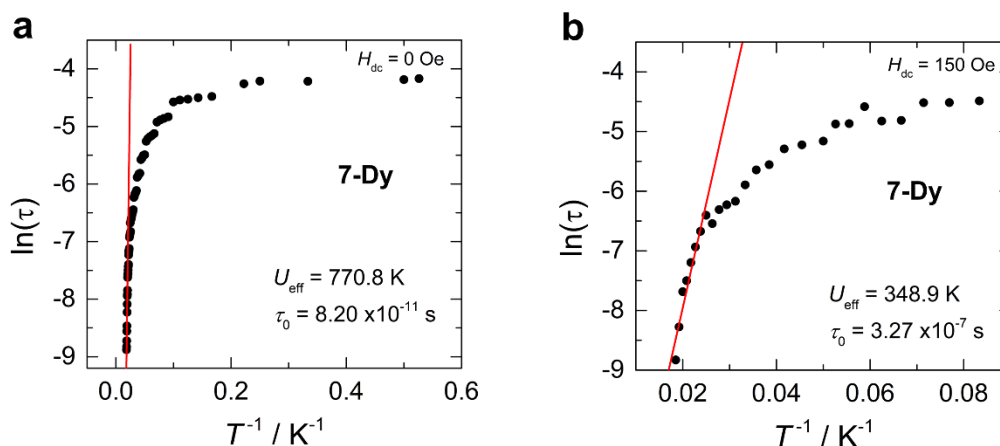 a
H_dc = 0 Oe
-4
-5
-6
-7
-8
-9
ln(τ)
7-Dy
U_eff = 770.8 K
τ_0 = 8.20 x10^-11 s
0.0 0.2 0.4 0.6
T^-1 / K^-1
b
H_dc = 150 Oe
-4
-5
-6
-7
-8
-9
ln(τ)
7-Dy
U_eff = 348.9 K
τ_0 = 3.27 x10^-7 s
0.02 0.04 0.06 0.08
T^-1 / K^-1